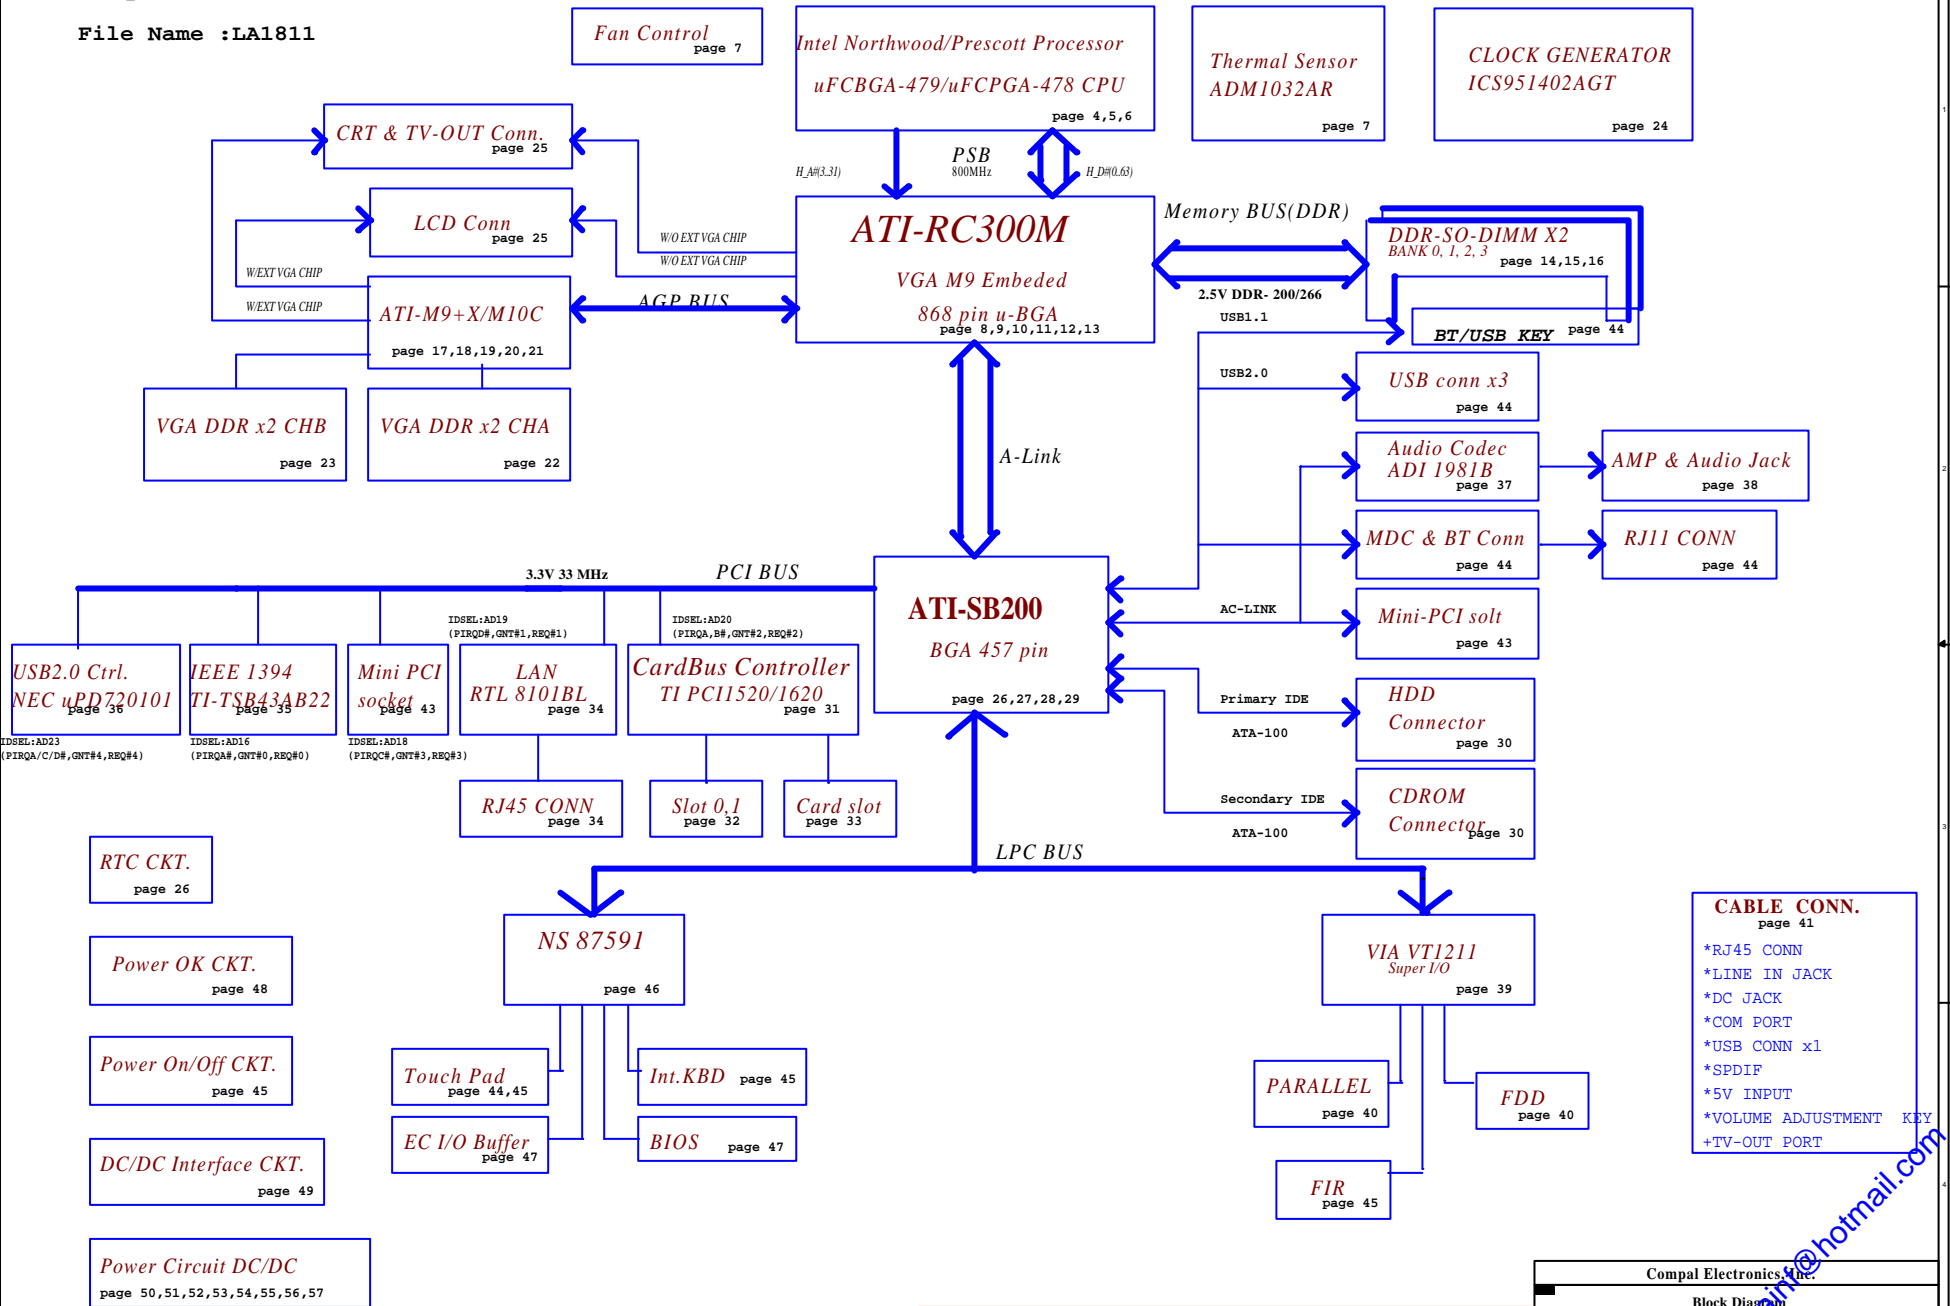 File Name :LA1811
Fan Control
page 7
Intel Northwood/Prescott Processor
uFCBGA-479/uFCPGA-478 CPU
page 4,5,6
Thermal Sensor
ADM1032AR
page 7
CLOCK GENERATOR
ICS951402AGT
page 24
CRT & TV-OUT Conn.
page 25
H_A#(3..31)
PSB
800MHz
H_D#(0..63)
LCD Conn
page 25
W/O EXT VGA CHIP
W/O EXT VGA CHIP
ATI-RC300M
VGA M9 Embeded
868 pin u-BGA
page 8,9,10,11,12,13
Memory BUS(DDR)
2.5V DDR- 200/266
DDR-SO-DIMM X2
BANK 0, 1, 2, 3
page 14,15,16
W/EXT VGA CHIP
W/EXT VGA CHIP
ATI-M9+X/M10C
page 17,18,19,20,21
AGP BUS
USB1.1
BT/USB KEY
page 44
USB2.0
USB conn x3
page 44
VGA DDR x2 CHB
page 23
VGA DDR x2 CHA
page 22
A-Link
Audio Codec
ADI 1981B
page 37
AMP & Audio Jack
page 38
MDC & BT Conn
page 44
RJ11 CONN
page 44
3.3V 33 MHz
PCI BUS
ATI-SB200
BGA 457 pin
page 26,27,28,29
AC-LINK
Mini-PCI solt
page 43
IDSEL:AD19
(PIRQD#,GNT#1,REQ#1)
IDSEL:AD20
(PIRQA,B#,GNT#2,REQ#2)
USB2.0 Ctrl.
NEC uPD720101
page 36
IDSEL:AD23
(PIRQA/C/D#,GNT#4,REQ#4)
IEEE 1394
TI-TSB43AB22
page 35
IDSEL:AD16
(PIRQA#,GNT#0,REQ#0)
Mini PCI
socket
page 43
IDSEL:AD18
(PIRQC#,GNT#3,REQ#3)
LAN
RTL 8101BL
page 34
CardBus Controller
TI PCI1520/1620
page 31
Primary IDE
ATA-100
HDD
Connector
page 30
Secondary IDE
ATA-100
CDROM
Connector
page 30
RJ45 CONN
page 34
Slot 0,1
page 32
Card slot
page 33
LPC BUS
RTC CKT.
page 26
Power OK CKT.
page 48
Power On/Off CKT.
page 45
DC/DC Interface CKT.
page 49
Power Circuit DC/DC
page 50,51,52,53,54,55,56,57
NS 87591
page 46
VIA VT1211
Super I/O
page 39
Touch Pad
page 44,45
Int.KBD
page 45
EC I/O Buffer
page 47
BIOS
page 47
PARALLEL
page 40
FDD
page 40
FIR
page 45
CABLE CONN.
page 41
*RJ45 CONN
*LINE IN JACK
*DC JACK
*COM PORT
*USB CONN x1
*SPDIF
*5V INPUT
*VOLUME ADJUSTMENT KEY
+TV-OUT PORT
Compal Electronics, Inc.
Block Diagram
1
2
3
4